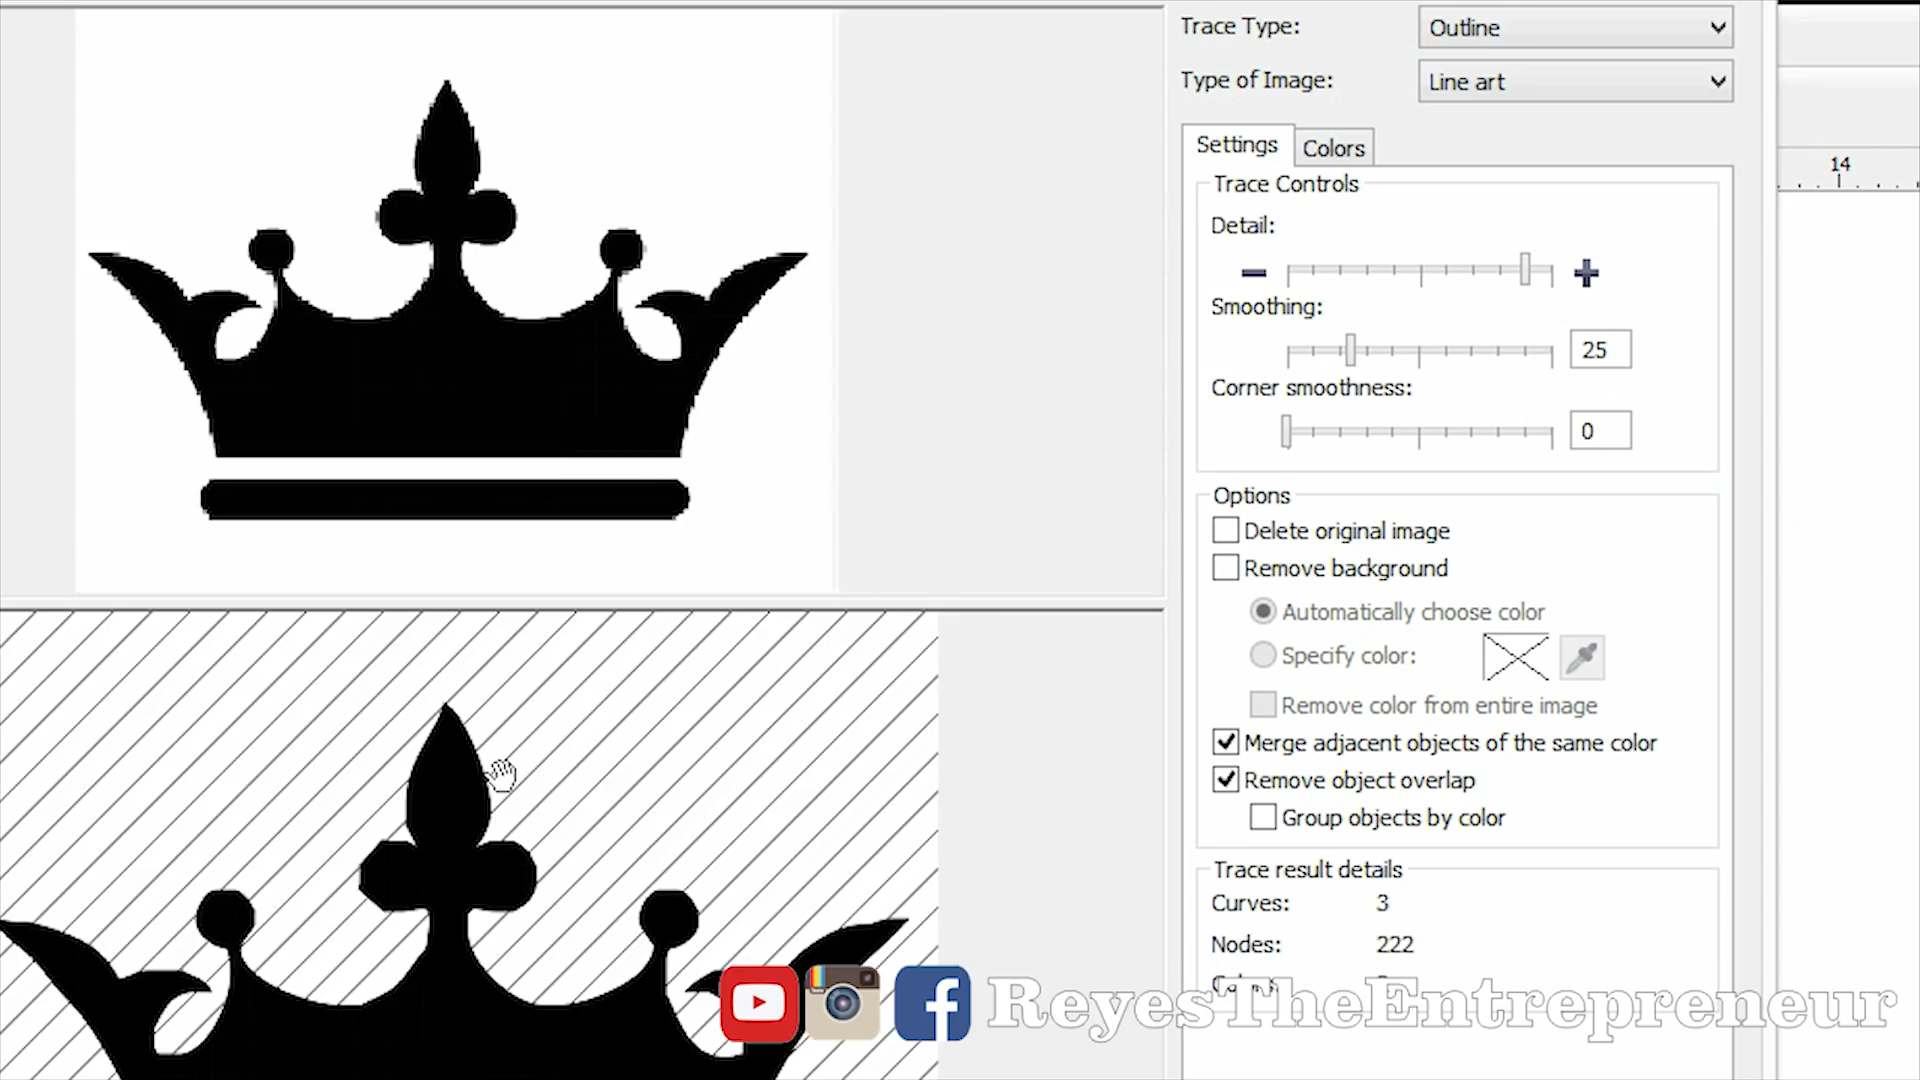 Trace Type:
Outline
Type of Image:
Line art
Settings
Colors
14
Trace Controls
Detail:
Smoothing:
25
Corner smoothness:
0
Options
Delete original image
Remove background
Automatically choose color
Specify color:
Remove color from entire image
Merge adjacent objects of the same color
Remove object overlap
Group objects by color
Trace result details
Curves: 3
Nodes: 222
ReyesTheEntrepreneur